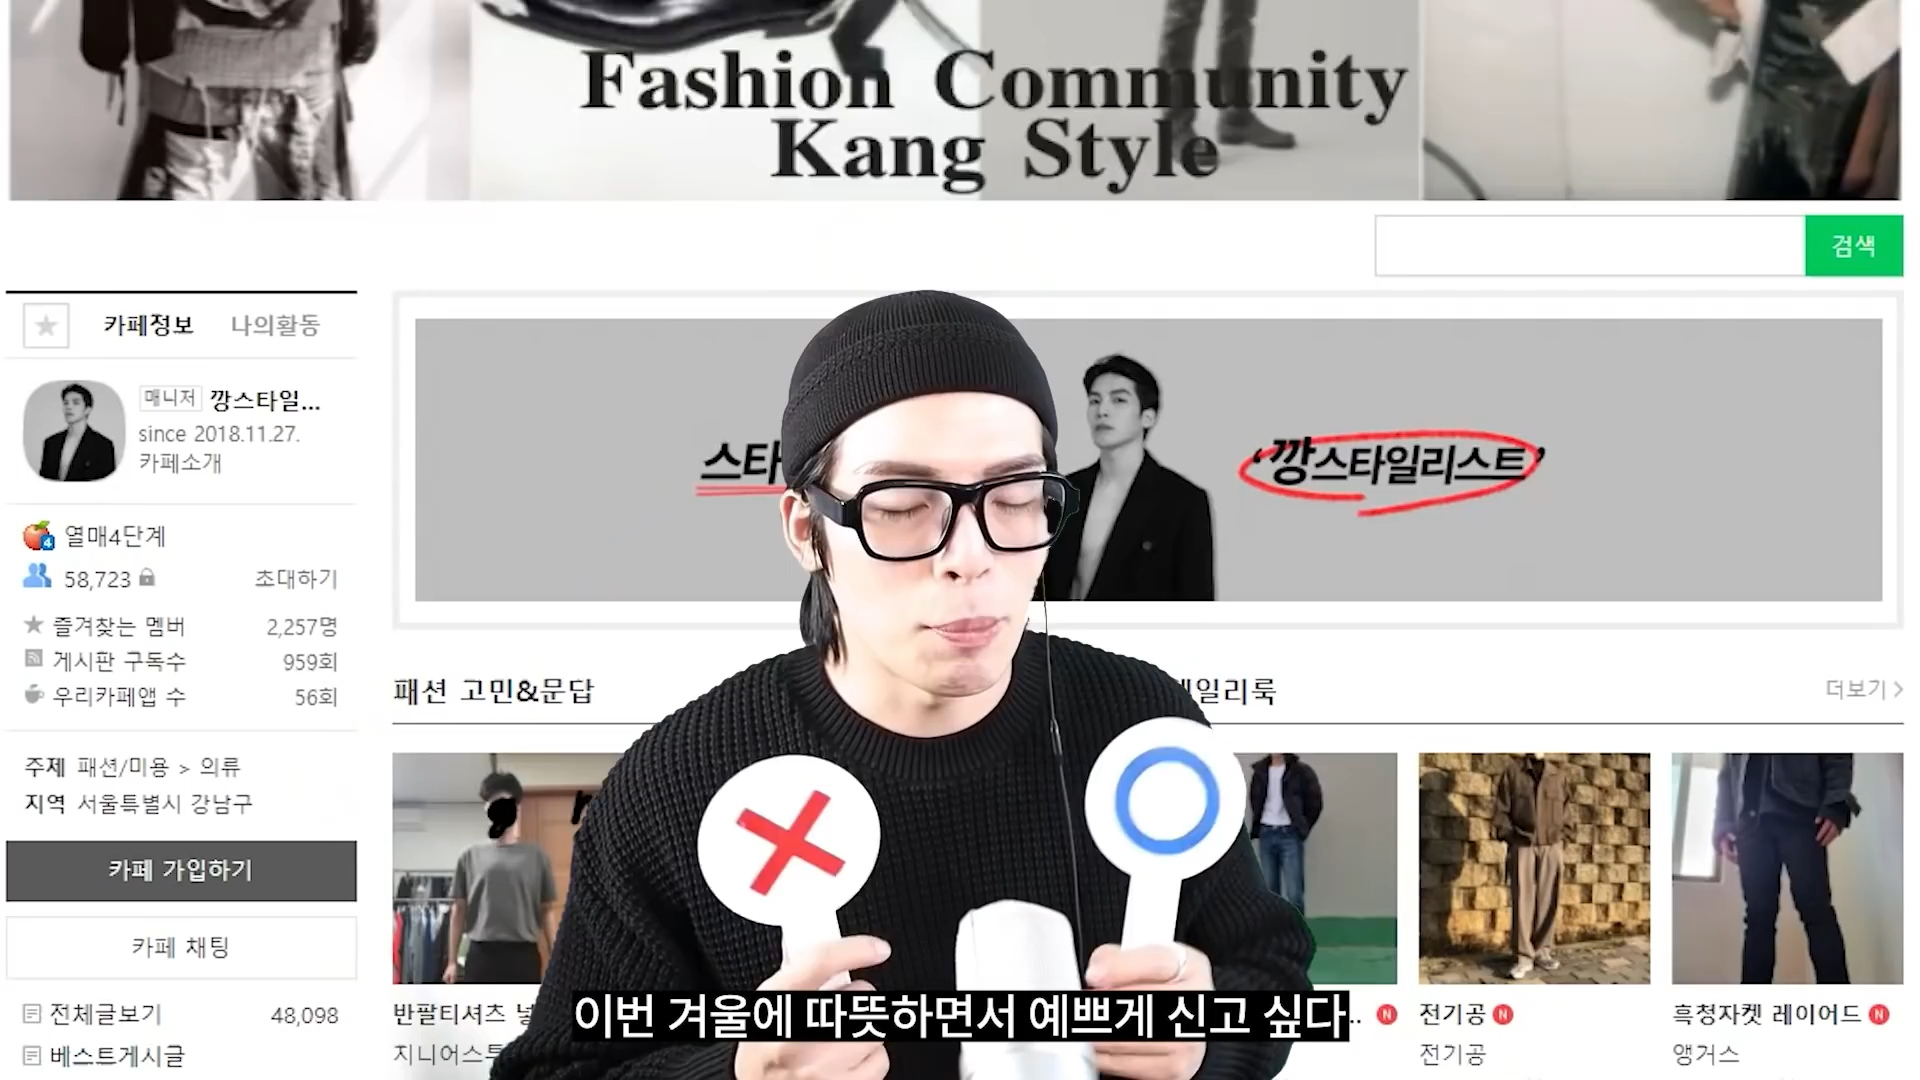 Fashion Community
Kang Style
검색
카페정보 나의활동
매니저 깡스타일...
since 2018.11.27.
카페소개
스타
'깡스타일리스트'
열매4단계
58,723 초대하기
즐겨찾는 멤버 2,257명
게시판 구독수 959회
우리카페앱 수 56회
패션 고민&문답
일리룩
더보기 >
주제 패션/미용 > 의류
지역 서울특별시 강남구
카페 가입하기
카페 채팅
전체글보기 48,098
베스트게시글
반팔티셔츠
지니어스
전기공 N
전기공
흑청자켓 레이어드 N
앵거스
이번 겨울에 따뜻하면서 예쁘게 신고 싶다